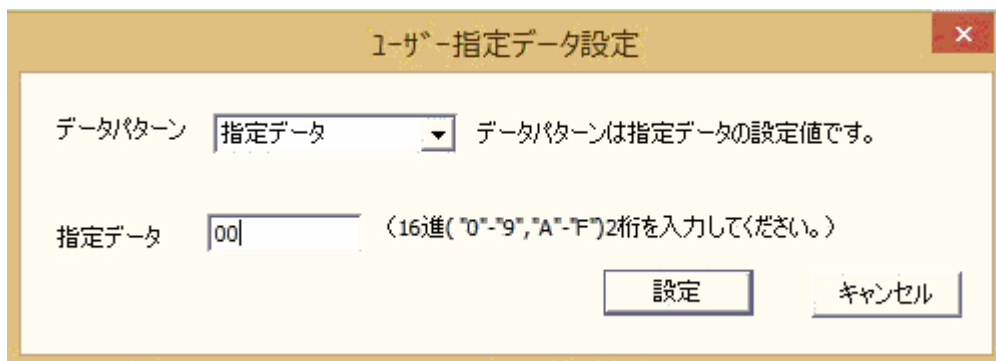 ﾕｰｻﾞｰ指定データ設定
×
データパターン 指定データ データパターンは指定データの設定値です。
指定データ 00 （16進( "0"-"9","A"-"F")2桁を入力してください。）
設定 キャンセル